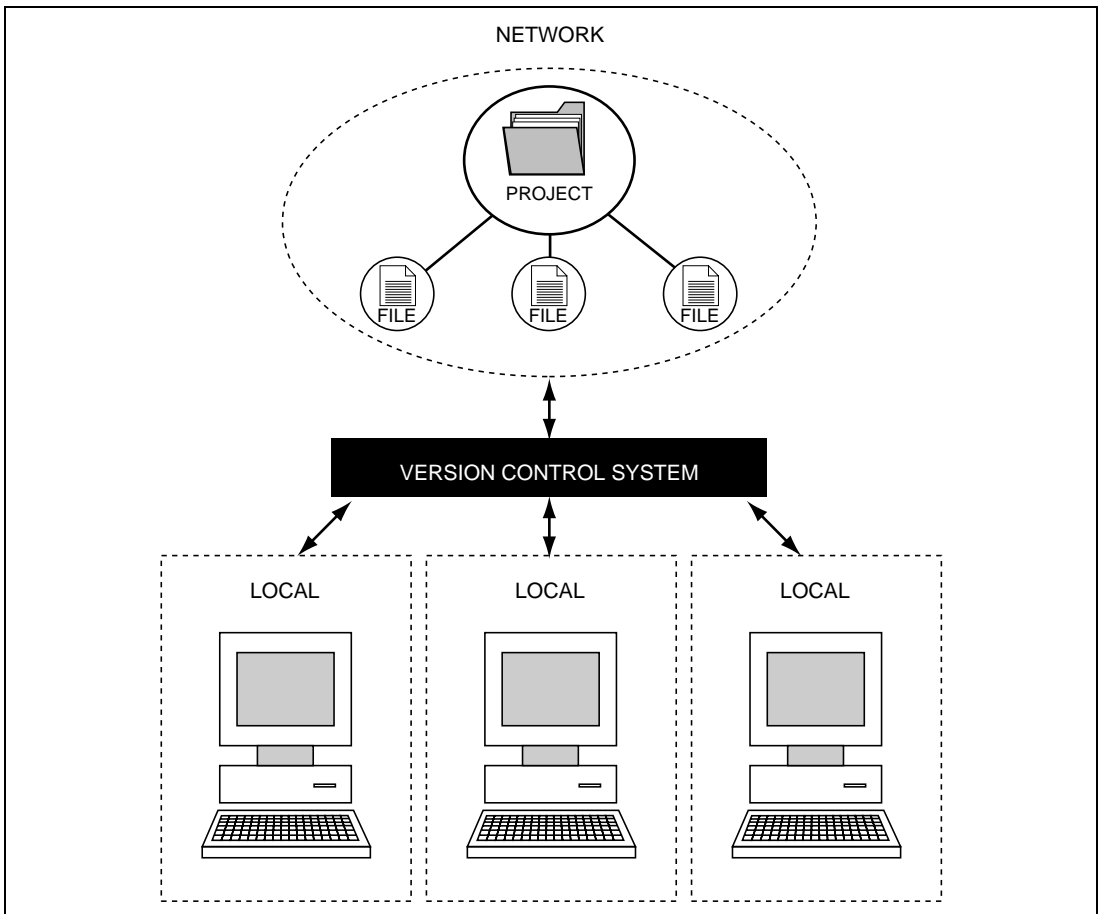 NETWORK
PROJECT
FILE
FILE
FILE
VERSION CONTROL SYSTEM
LOCAL
LOCAL
LOCAL